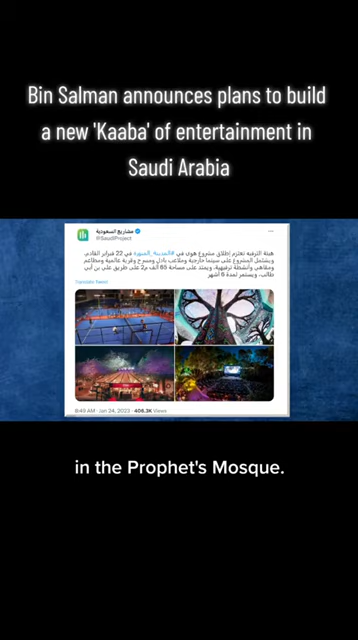 Bin Salman announces plans to build
a new 'Kaaba' of entertainment in
Saudi Arabia
مشاريع السعودية
@SaudiProject
هيئة الترفيه تعتزم إطلاق مشروع هوى في #المدينة_المنورة في 22 فبراير القادم
ويشتمل المشروع على سينما خارجية وملاعب بادل ومسرح وقرية عالمية ومطاعم
ومقاهي وأنشطة ترفيهية، ويمتد على مساحة 65 ألف م2 على طريق علي بن أبي
طالب، ويستمر لمدة 6 أشهر
Translate Tweet
8:49 AM · Jan 24, 2023 · 406.3K Views
in the Prophet's Mosque.